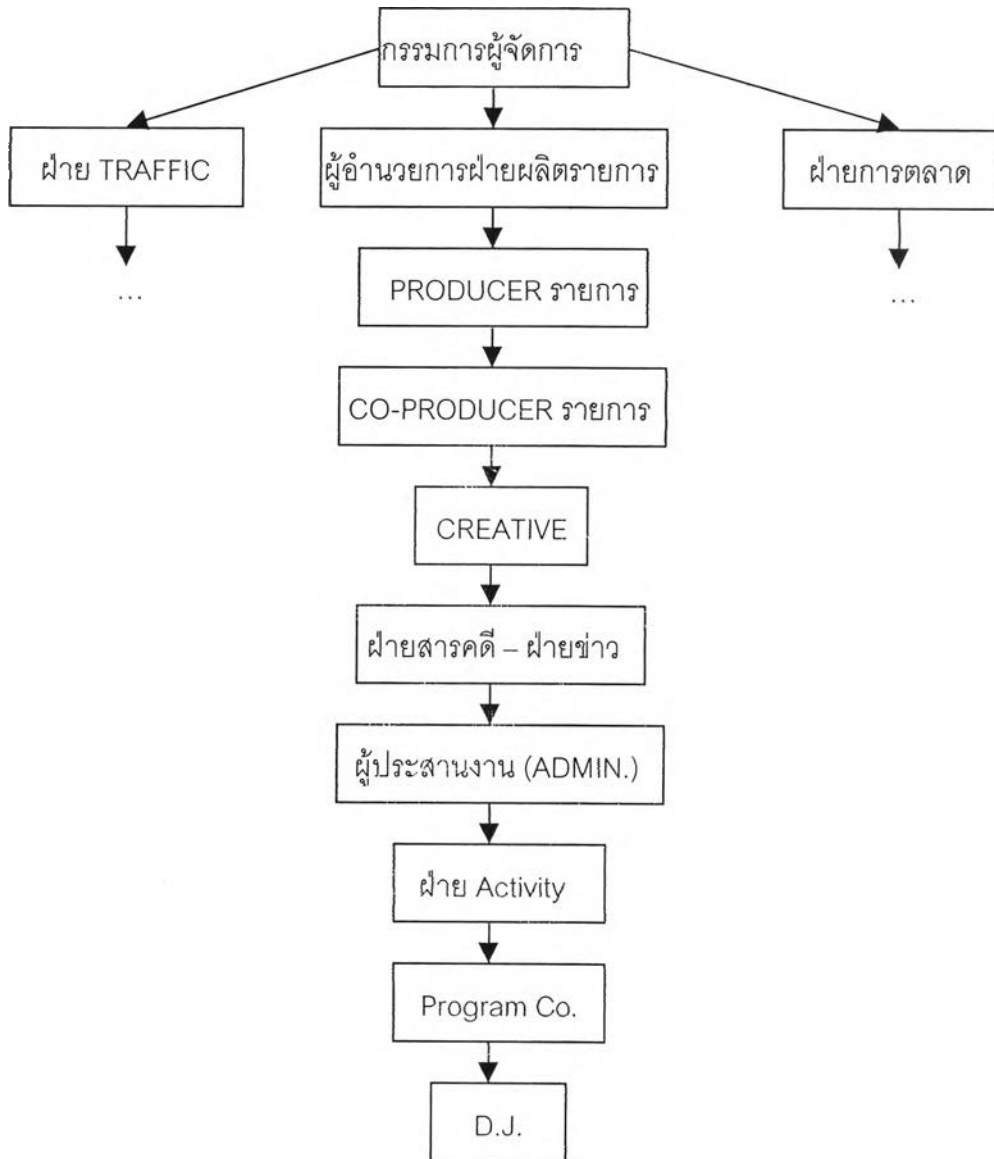 กรรมการผู้จัดการ
ฝ่าย TRAFFIC
ผู้อำนวยการฝ่ายผลิตรายการ
ฝ่ายการตลาด
...
PRODUCER รายการ
...
CO-PRODUCER รายการ
CREATIVE
ฝ่ายสารคดี – ฝ่ายข่าว
ผู้ประสานงาน (ADMIN.)
ฝ่าย Activity
Program Co.
D.J.